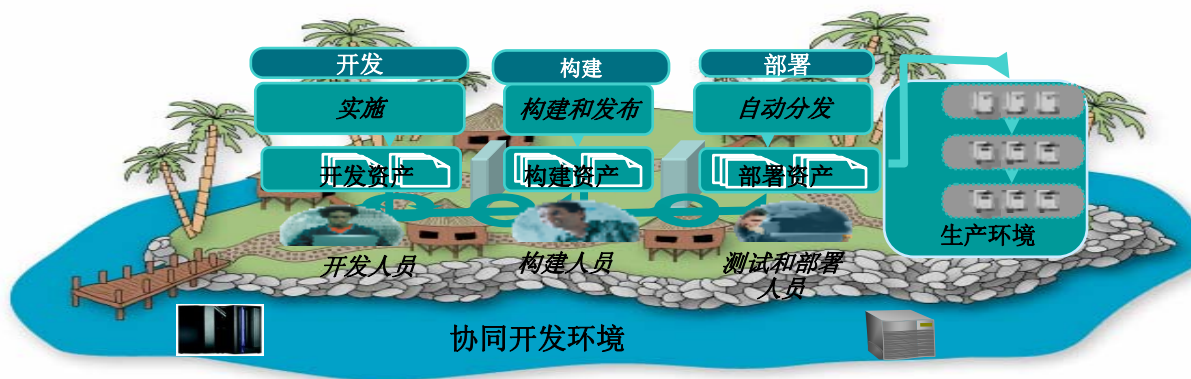 开发
构建
部署
实施
构建和发布
自动分发
开发资产
构建资产
部署资产
生产环境
开发人员
构建人员
测试和部署
人员
协同开发环境